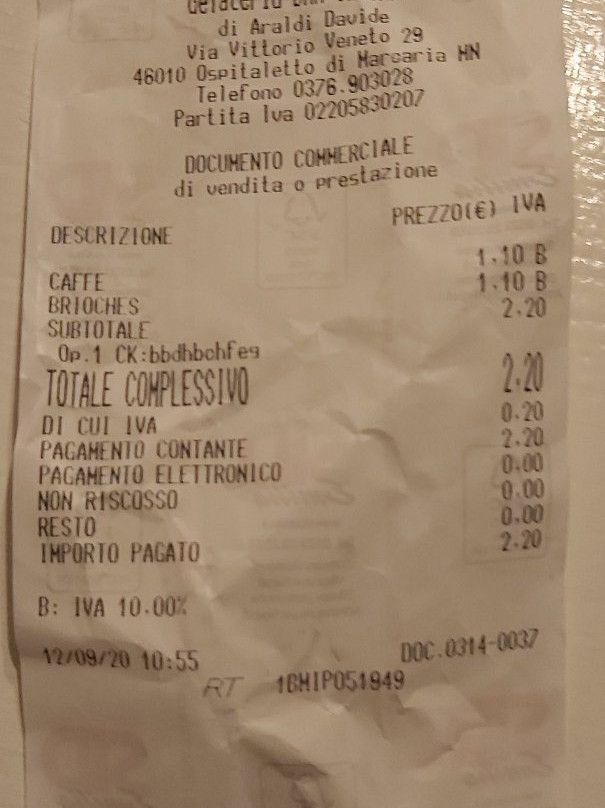 di Araldi Davide
Via Vittorio Veneto 29
46010 Ospitaletto di Marcaria MN
Telefono 0376.903028
Partita Iva 02205830207
DOCUMENTO COMMERCIALE
di vendita o prestazione
DESCRIZIONE PREZZO(€) IVA
CAFFE 1.10 B
BRIOCHES 1.10 B
SUBTOTALE 2.20
Op.1 CK:bbdhbchfeg
TOTALE COMPLESSIVO 2.20
DI CUI IVA 0.20
PAGAMENTO CONTANTE 2.20
PAGAMENTO ELETTRONICO 0.00
NON RISCOSSO 0.00
RESTO 0.00
IMPORTO PAGATO 2.20
B: IVA 10.00%
12/09/20 10:55 DOC.0314-0037
RT 1BMIP051949